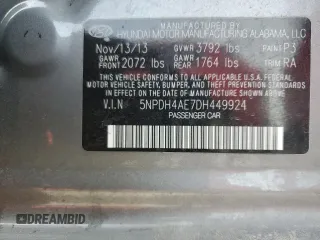 HYUNDAI MOTOR MANUFACTURING ALABAMA, LLC
Nov/13/13 GVWR 3792 lbs PAINT P3
GAWR FRONT 2072 lbs GAWR REAR 1764 lbs TRIM RA
THIS VEHICLE CONFORMS TO ALL APPLICABLE
U.S. FEDERAL MOTOR VEHICLE SAFETY,
BUMPER, AND THEFT PREVENTION STANDARDS
IN EFFECT ON THE DATE OF MANUFACTURE SHOWN ABOVE.
V.I.N 5NPDH4AE7DH449924
PASSENGER CAR
DREAMBID